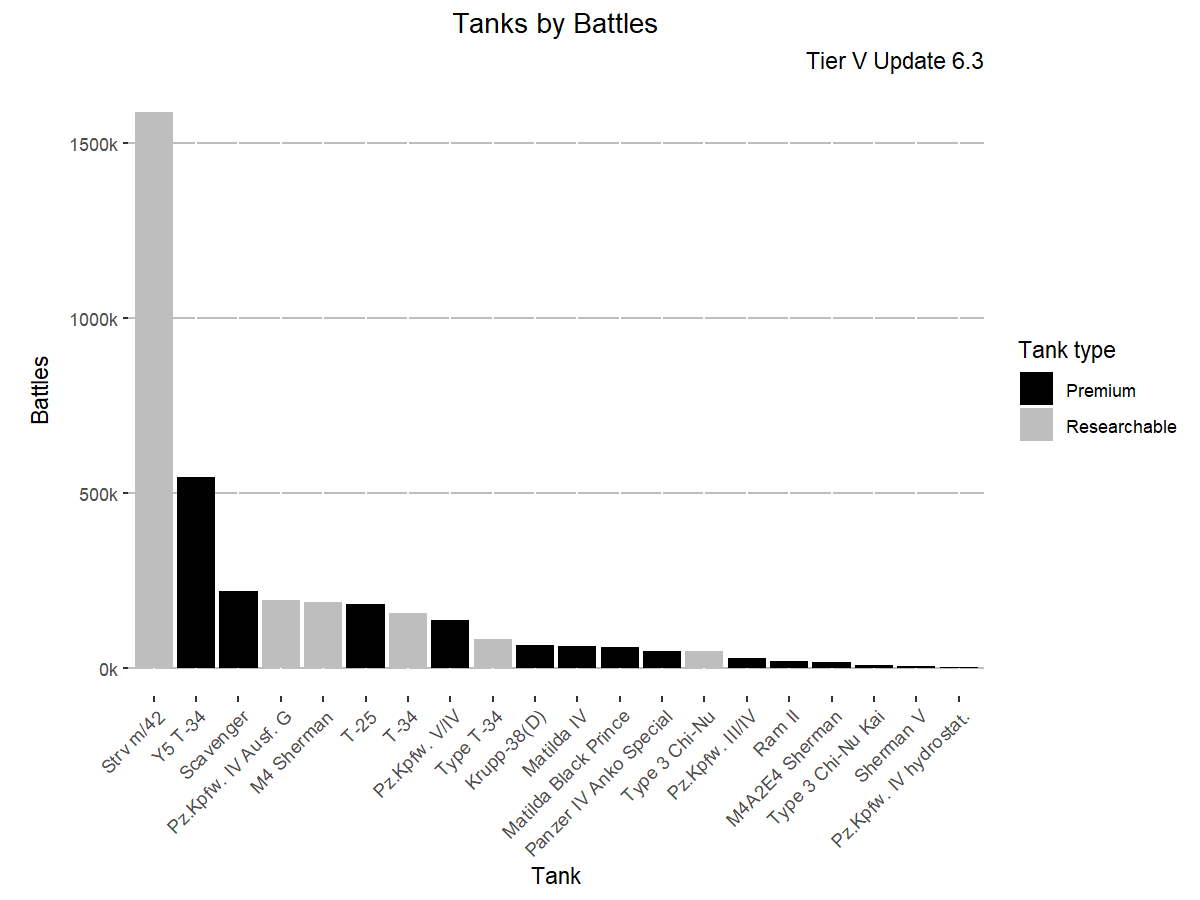 Tanks by Battles
Tier V Update 6.3
1500k
1000k
500k
0k
Battles
Strv m/42
Y5 T-34
Scavenger
Pz.Kpfw. IV Ausf. G
M4 Sherman
T-25
T-34
Pz.Kpfw. V/IV
Type T-34
Krupp-38(D)
Matilda IV
Matilda Black Prince
Panzer IV Anko Special
Type 3 Chi-Nu
Pz.Kpfw. III/IV
Ram II
M4A2E4 Sherman
Type 3 Chi-Nu Kai
Sherman V
Pz.Kpfw. IV hydrostat.
Tank
Tank type
Premium
Researchable